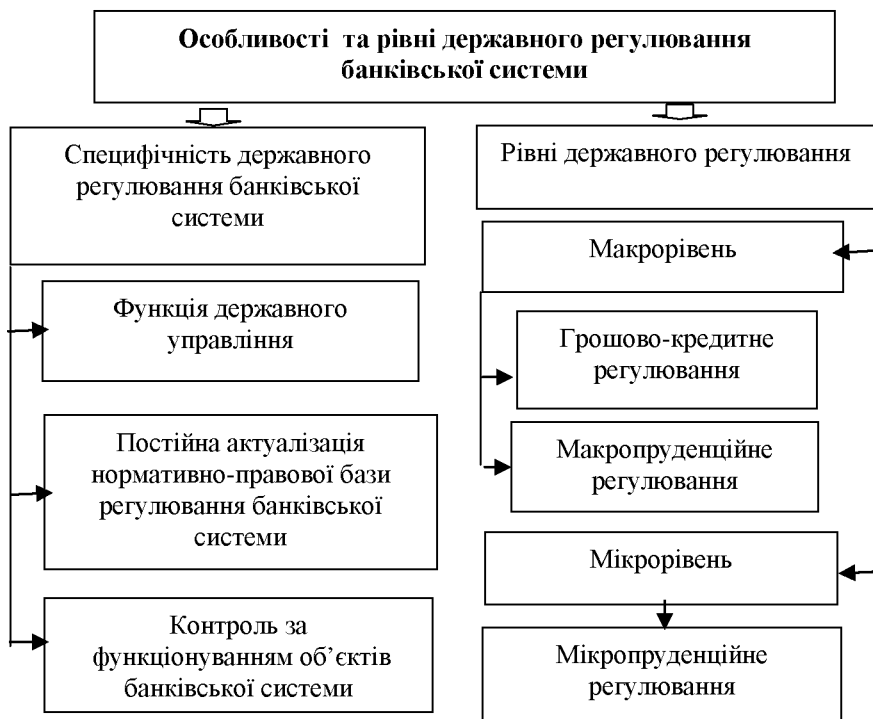 Особливості та рівні державного регулювання
банківської системи
Специфічність державного
регулювання банківської
системи
Функція державного
управління
Постійна актуалізація
нормативно-правової бази
регулювання банківської
системи
Контроль за
функціонуванням об’єктів
банківської системи
Рівні державного регулювання
Макрорівень
Грошово-кредитне
регулювання
Макропруденційне
регулювання
Мікрорівень
Мікропруденційне
регулювання